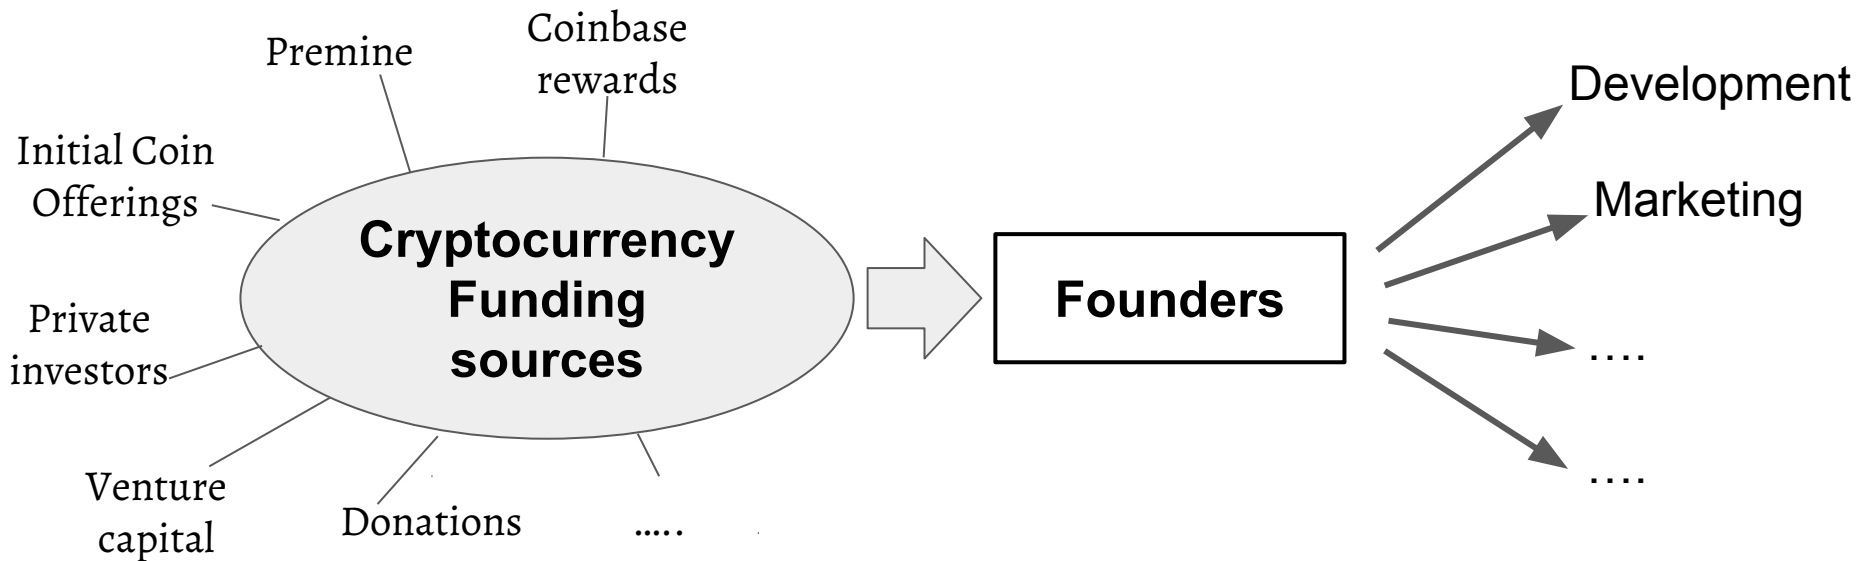 Premine
Coinbase
rewards
Initial Coin
Offerings
Private
investors
Venture
capital
Donations
.....
Cryptocurrency
Funding
sources
Founders
Development
Marketing
....
....